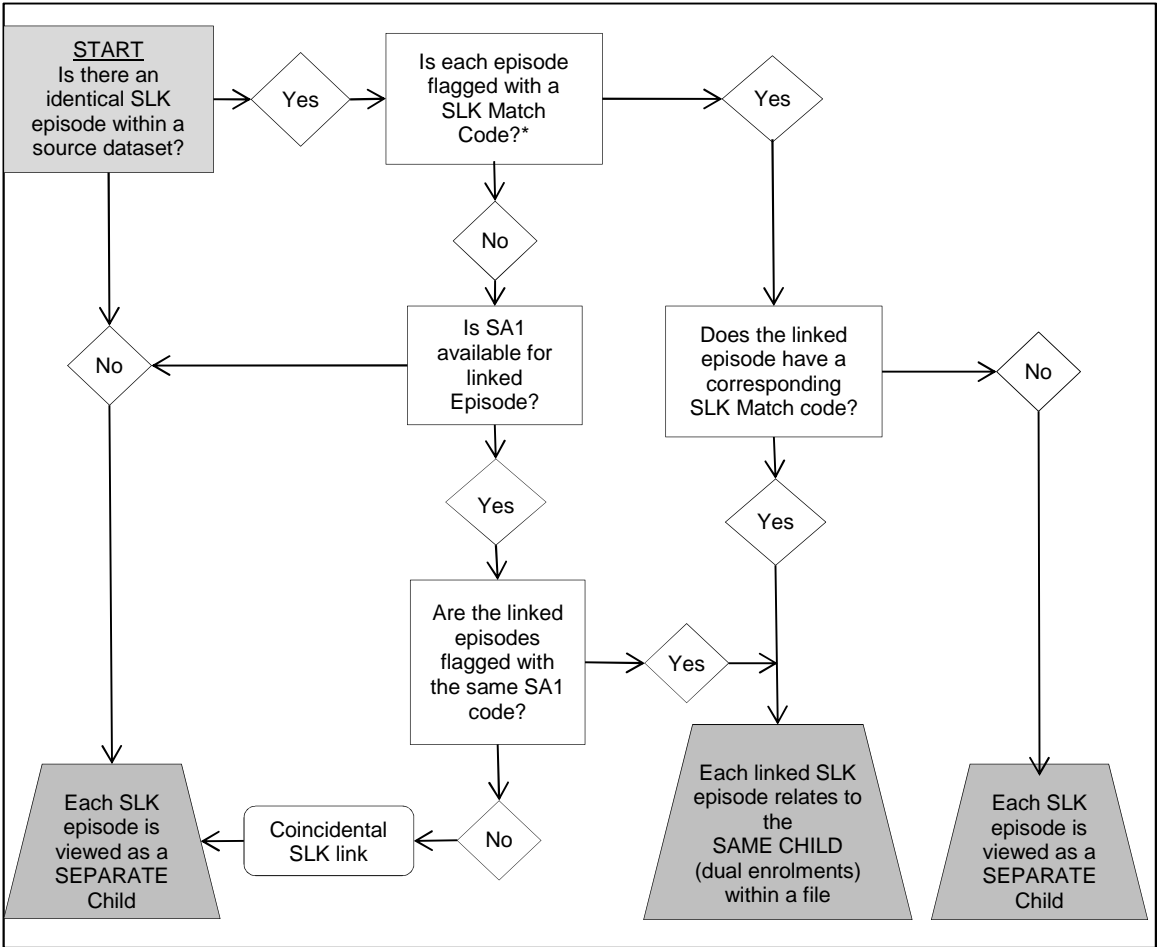 START
Is there an
identical SLK
episode within a
source dataset?
Yes
Is each episode
flagged with a
SLK Match
Code?*
Yes
No
No
Is SA1
available for
linked
Episode?
Does the linked
episode have a
corresponding
SLK Match code?
No
Yes
Yes
Are the linked
episodes
flagged with
the same SA1
code?
Yes
Each SLK
episode is
viewed as a
SEPARATE
Child
Coincidental
SLK link
No
Each linked SLK
episode relates to
the
SAME CHILD
(dual enrolments)
within a file
Each SLK
episode is
viewed as a
SEPARATE
Child